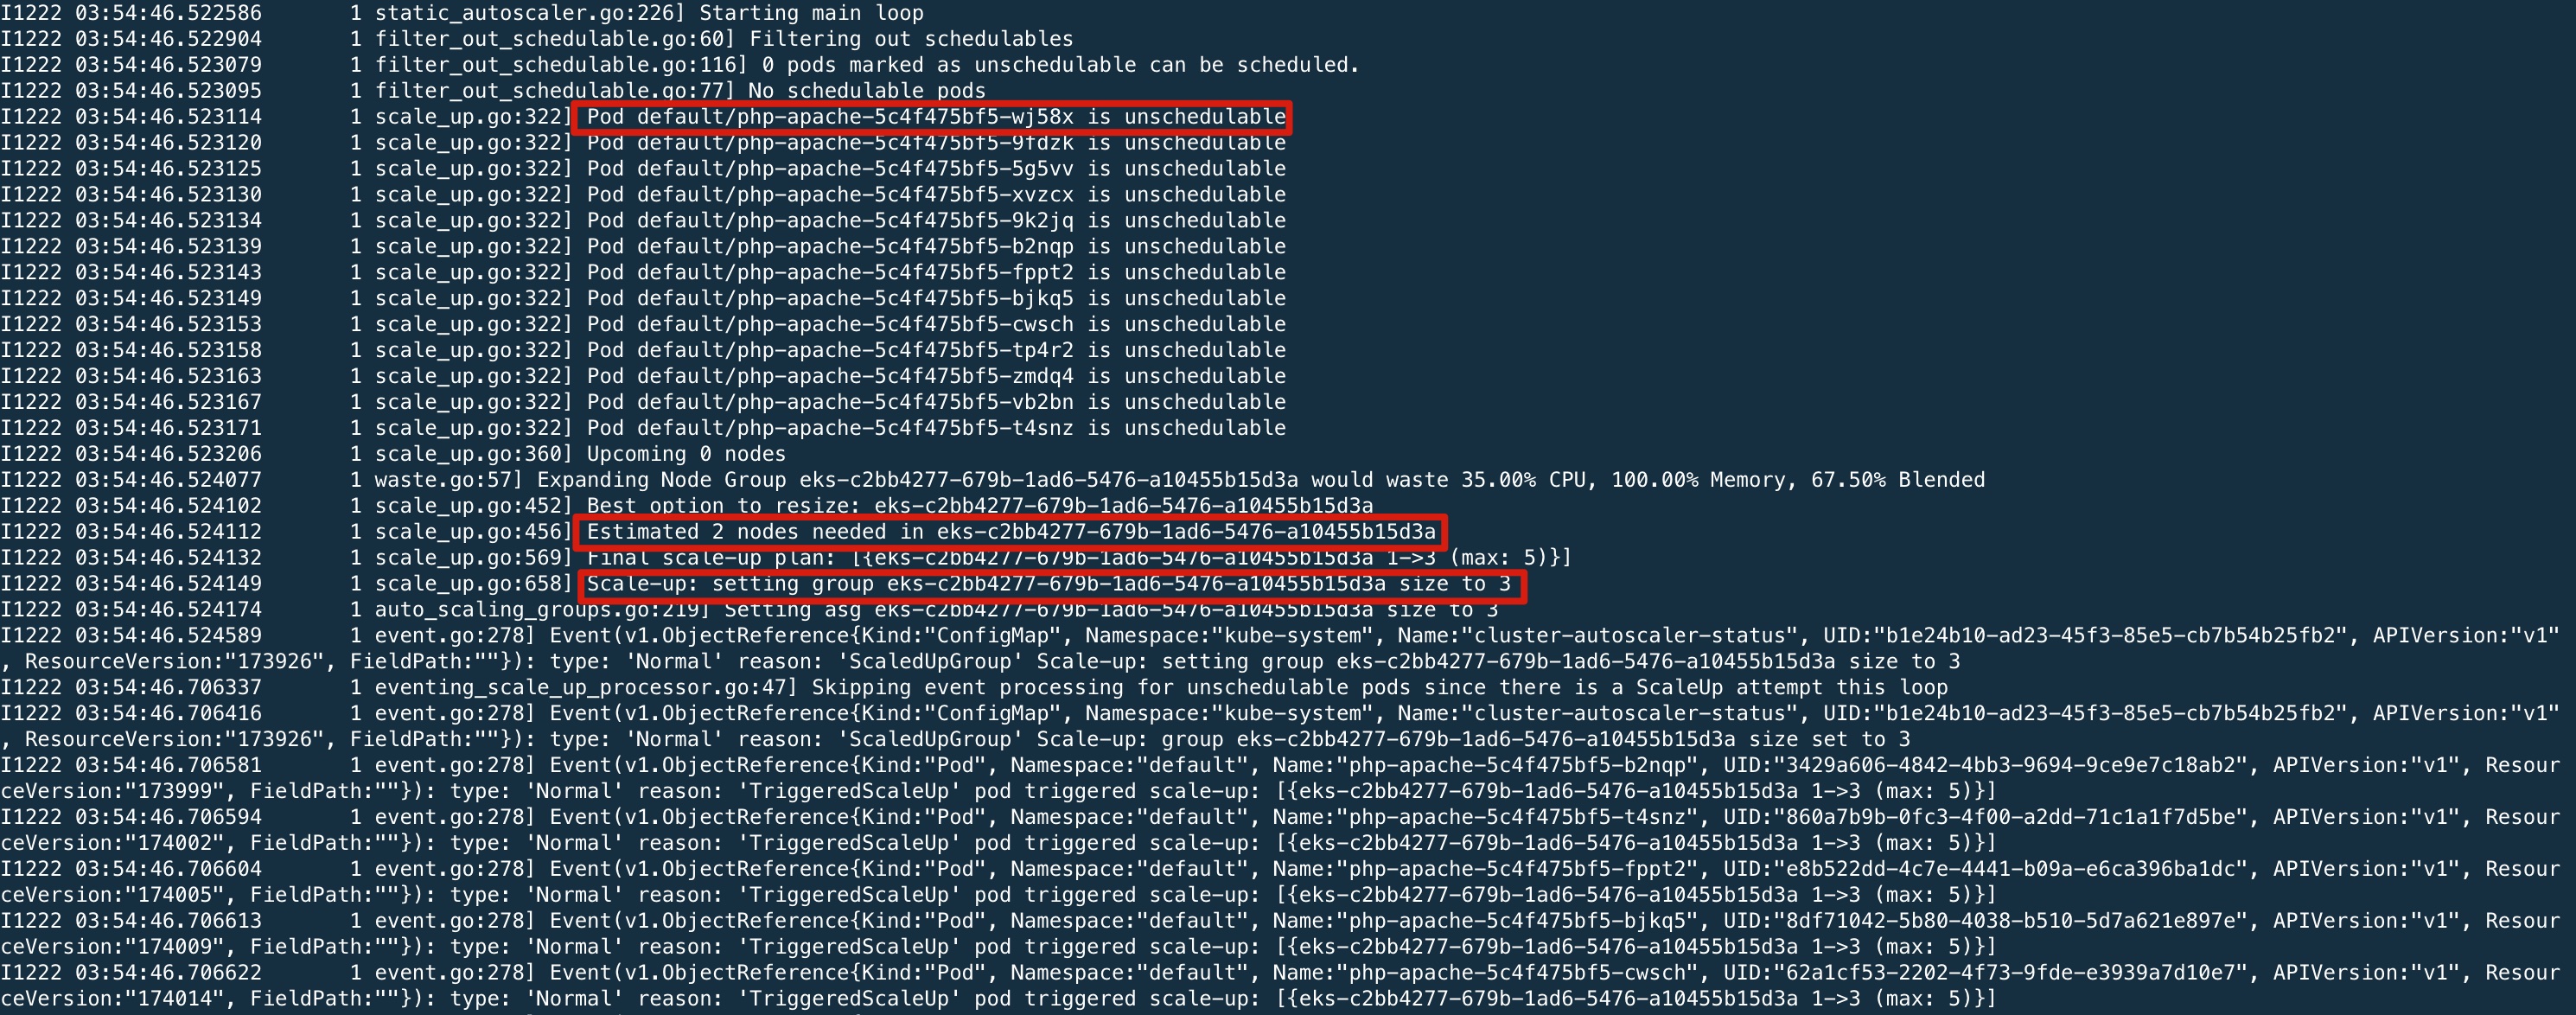 I1222 03:54:46.522586       1 static_autoscaler.go:226] Starting main loop
I1222 03:54:46.522904       1 filter_out_schedulable.go:60] Filtering out schedulables
I1222 03:54:46.523079       1 filter_out_schedulable.go:116] 0 pods marked as unschedulable can be scheduled.
I1222 03:54:46.523095       1 filter_out_schedulable.go:77] No schedulable pods
I1222 03:54:46.523114       1 scale_up.go:322] Pod default/php-apache-5c4f475bf5-wj58x is unschedulable
I1222 03:54:46.523120       1 scale_up.go:322] Pod default/php-apache-5c4f475bf5-9fdzk is unschedulable
I1222 03:54:46.523125       1 scale_up.go:322] Pod default/php-apache-5c4f475bf5-5g5vv is unschedulable
I1222 03:54:46.523130       1 scale_up.go:322] Pod default/php-apache-5c4f475bf5-xvzcx is unschedulable
I1222 03:54:46.523134       1 scale_up.go:322] Pod default/php-apache-5c4f475bf5-9k2jq is unschedulable
I1222 03:54:46.523139       1 scale_up.go:322] Pod default/php-apache-5c4f475bf5-b2nqp is unschedulable
I1222 03:54:46.523143       1 scale_up.go:322] Pod default/php-apache-5c4f475bf5-fppt2 is unschedulable
I1222 03:54:46.523149       1 scale_up.go:322] Pod default/php-apache-5c4f475bf5-bjkq5 is unschedulable
I1222 03:54:46.523153       1 scale_up.go:322] Pod default/php-apache-5c4f475bf5-cwsch is unschedulable
I1222 03:54:46.523158       1 scale_up.go:322] Pod default/php-apache-5c4f475bf5-tp4r2 is unschedulable
I1222 03:54:46.523163       1 scale_up.go:322] Pod default/php-apache-5c4f475bf5-zmdq4 is unschedulable
I1222 03:54:46.523167       1 scale_up.go:322] Pod default/php-apache-5c4f475bf5-vb2bn is unschedulable
I1222 03:54:46.523171       1 scale_up.go:322] Pod default/php-apache-5c4f475bf5-t4snz is unschedulable
I1222 03:54:46.523206       1 scale_up.go:360] Upcoming 0 nodes
I1222 03:54:46.524077       1 waste.go:57] Expanding Node Group eks-c2bb4277-679b-1ad6-5476-a10455b15d3a would waste 35.00% CPU, 100.00% Memory, 67.50% Blended
I1222 03:54:46.524102       1 scale_up.go:452] Best option to resize: eks-c2bb4277-679b-1ad6-5476-a10455b15d3a
I1222 03:54:46.524112       1 scale_up.go:456] Estimated 2 nodes needed in eks-c2bb4277-679b-1ad6-5476-a10455b15d3a
I1222 03:54:46.524132       1 scale_up.go:569] Final scale-up plan: [{eks-c2bb4277-679b-1ad6-5476-a10455b15d3a 1->3 (max: 5)}]
I1222 03:54:46.524149       1 scale_up.go:658] Scale-up: setting group eks-c2bb4277-679b-1ad6-5476-a10455b15d3a size to 3
I1222 03:54:46.524174       1 auto_scaling_groups.go:219] Setting asg eks-c2bb4277-679b-1ad6-5476-a10455b15d3a size to 3
I1222 03:54:46.524589       1 event.go:278] Event(v1.ObjectReference{Kind:"ConfigMap", Namespace:"kube-system", Name:"cluster-autoscaler-status", UID:"b1e24b10-ad23-45f3-85e5-cb7b54b25fb2", APIVersion:"v1"
, ResourceVersion:"173926", FieldPath:""}): type: 'Normal' reason: 'ScaledUpGroup' Scale-up: setting group eks-c2bb4277-679b-1ad6-5476-a10455b15d3a size to 3
I1222 03:54:46.706337       1 eventing_scale_up_processor.go:47] Skipping event processing for unschedulable pods since there is a ScaleUp attempt this loop
I1222 03:54:46.706416       1 event.go:278] Event(v1.ObjectReference{Kind:"ConfigMap", Namespace:"kube-system", Name:"cluster-autoscaler-status", UID:"b1e24b10-ad23-45f3-85e5-cb7b54b25fb2", APIVersion:"v1"
, ResourceVersion:"173926", FieldPath:""}): type: 'Normal' reason: 'ScaledUpGroup' Scale-up: group eks-c2bb4277-679b-1ad6-5476-a10455b15d3a size set to 3
I1222 03:54:46.706581       1 event.go:278] Event(v1.ObjectReference{Kind:"Pod", Namespace:"default", Name:"php-apache-5c4f475bf5-b2nqp", UID:"3429a606-4842-4bb3-9694-9ce9e7c18ab2", APIVersion:"v1", Resour
ceVersion:"173999", FieldPath:""}): type: 'Normal' reason: 'TriggeredScaleUp' pod triggered scale-up: [{eks-c2bb4277-679b-1ad6-5476-a10455b15d3a 1->3 (max: 5)}]
I1222 03:54:46.706594       1 event.go:278] Event(v1.ObjectReference{Kind:"Pod", Namespace:"default", Name:"php-apache-5c4f475bf5-t4snz", UID:"860a7b9b-0fc3-4f00-a2dd-71c1a1f7d5be", APIVersion:"v1", Resour
ceVersion:"174002", FieldPath:""}): type: 'Normal' reason: 'TriggeredScaleUp' pod triggered scale-up: [{eks-c2bb4277-679b-1ad6-5476-a10455b15d3a 1->3 (max: 5)}]
I1222 03:54:46.706604       1 event.go:278] Event(v1.ObjectReference{Kind:"Pod", Namespace:"default", Name:"php-apache-5c4f475bf5-fppt2", UID:"e8b522dd-4c7e-4441-b09a-e6ca396ba1dc", APIVersion:"v1", Resour
ceVersion:"174005", FieldPath:""}): type: 'Normal' reason: 'TriggeredScaleUp' pod triggered scale-up: [{eks-c2bb4277-679b-1ad6-5476-a10455b15d3a 1->3 (max: 5)}]
I1222 03:54:46.706613       1 event.go:278] Event(v1.ObjectReference{Kind:"Pod", Namespace:"default", Name:"php-apache-5c4f475bf5-bjkq5", UID:"8df71042-5b80-4038-b510-5d7a621e897e", APIVersion:"v1", Resour
ceVersion:"174009", FieldPath:""}): type: 'Normal' reason: 'TriggeredScaleUp' pod triggered scale-up: [{eks-c2bb4277-679b-1ad6-5476-a10455b15d3a 1->3 (max: 5)}]
I1222 03:54:46.706622       1 event.go:278] Event(v1.ObjectReference{Kind:"Pod", Namespace:"default", Name:"php-apache-5c4f475bf5-cwsch", UID:"62a1cf53-2202-4f73-9fde-e3939a7d10e7", APIVersion:"v1", Resour
ceVersion:"174014", FieldPath:""}): type: 'Normal' reason: 'TriggeredScaleUp' pod triggered scale-up: [{eks-c2bb4277-679b-1ad6-5476-a10455b15d3a 1->3 (max: 5)}]